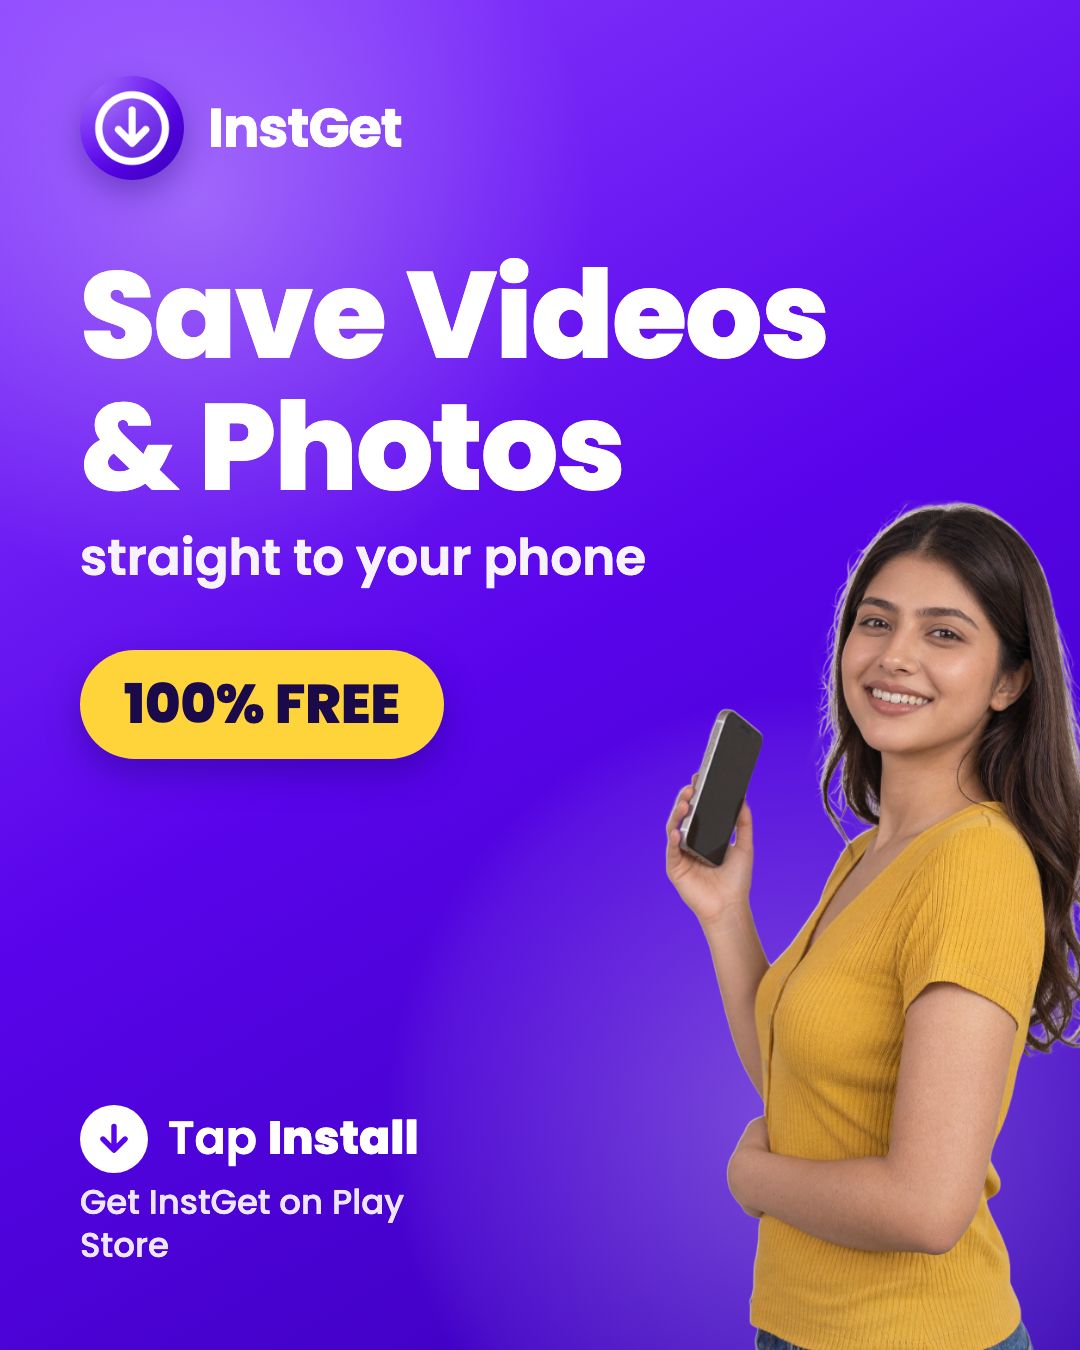 InstGet
Save Videos
& Photos
straight to your phone
100% FREE
Tap Install
Get InstGet on Play
Store